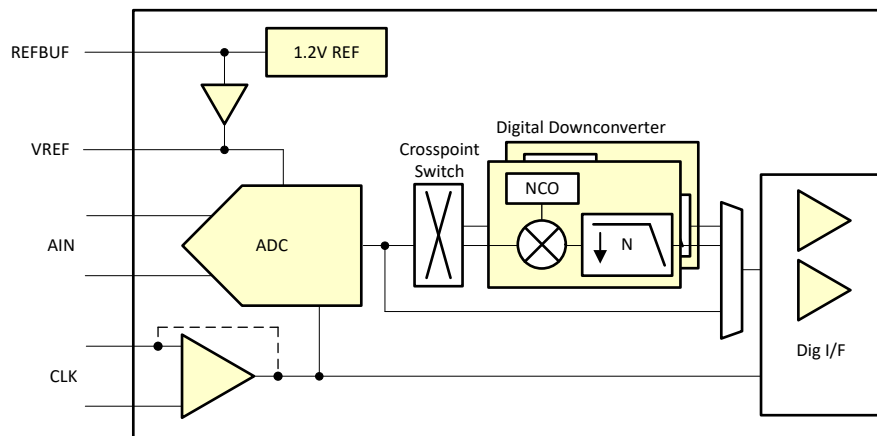 REFBUF
1.2V REF
VREF
Digital Downconverter
Crosspoint
Switch
NCO
AIN
ADC
N
CLK
Dig I/F